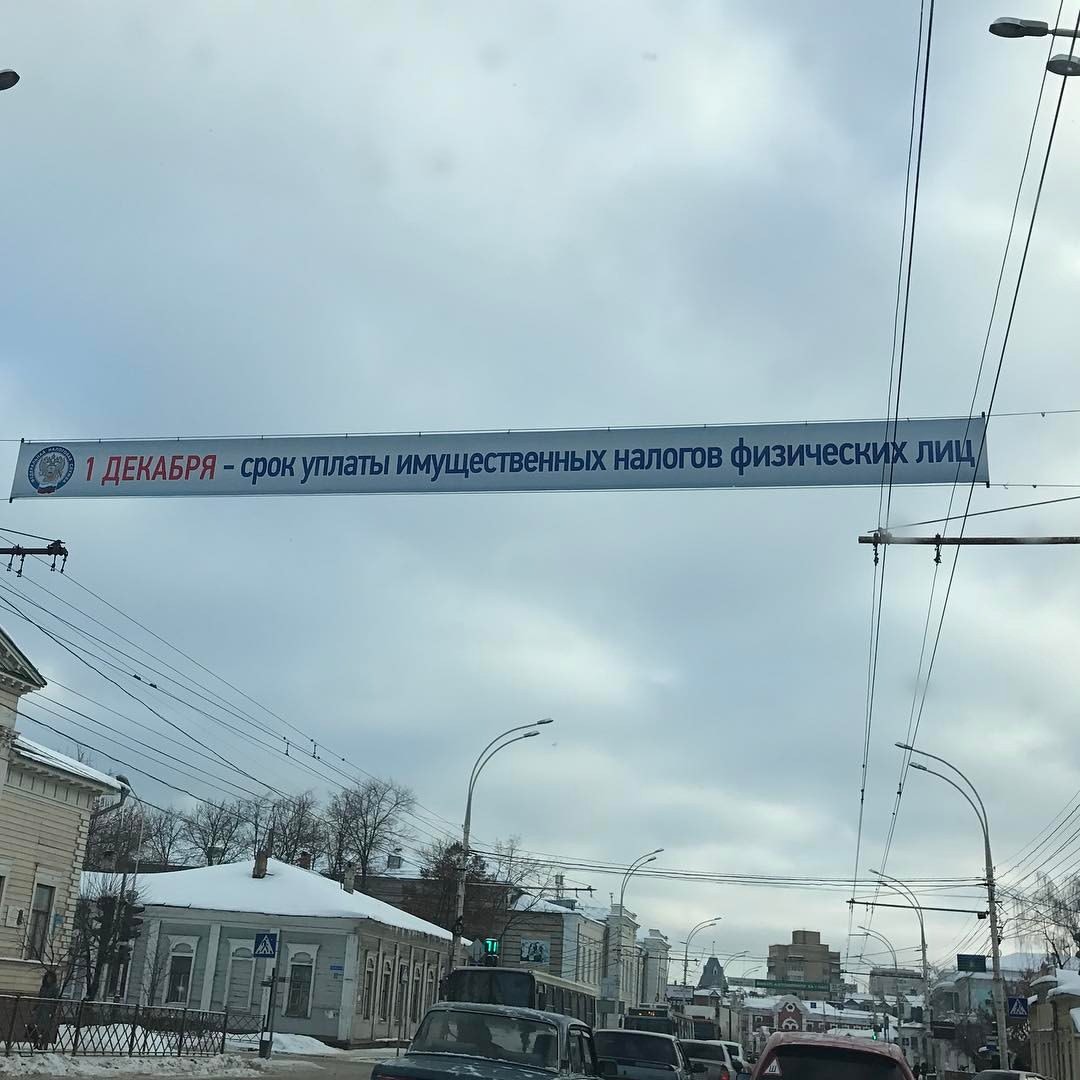 1 ДЕКАБРЯ – срок уплаты имущественных налогов физических лиц